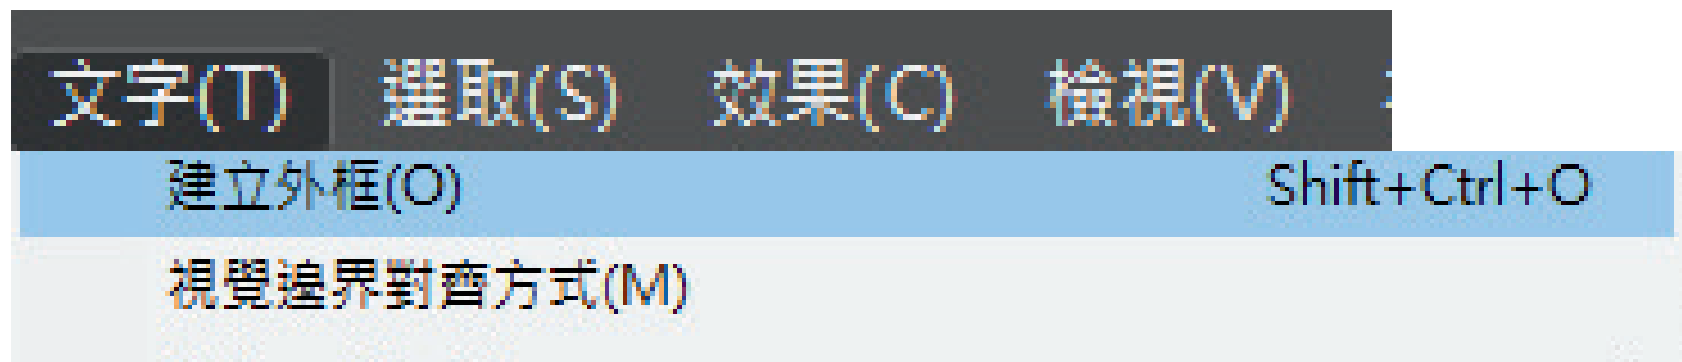 文字(T) 選取(S) 效果(C) 檢視(V)
建立外框(O) Shift+Ctrl+O
視覺邊界對齊方式(M)